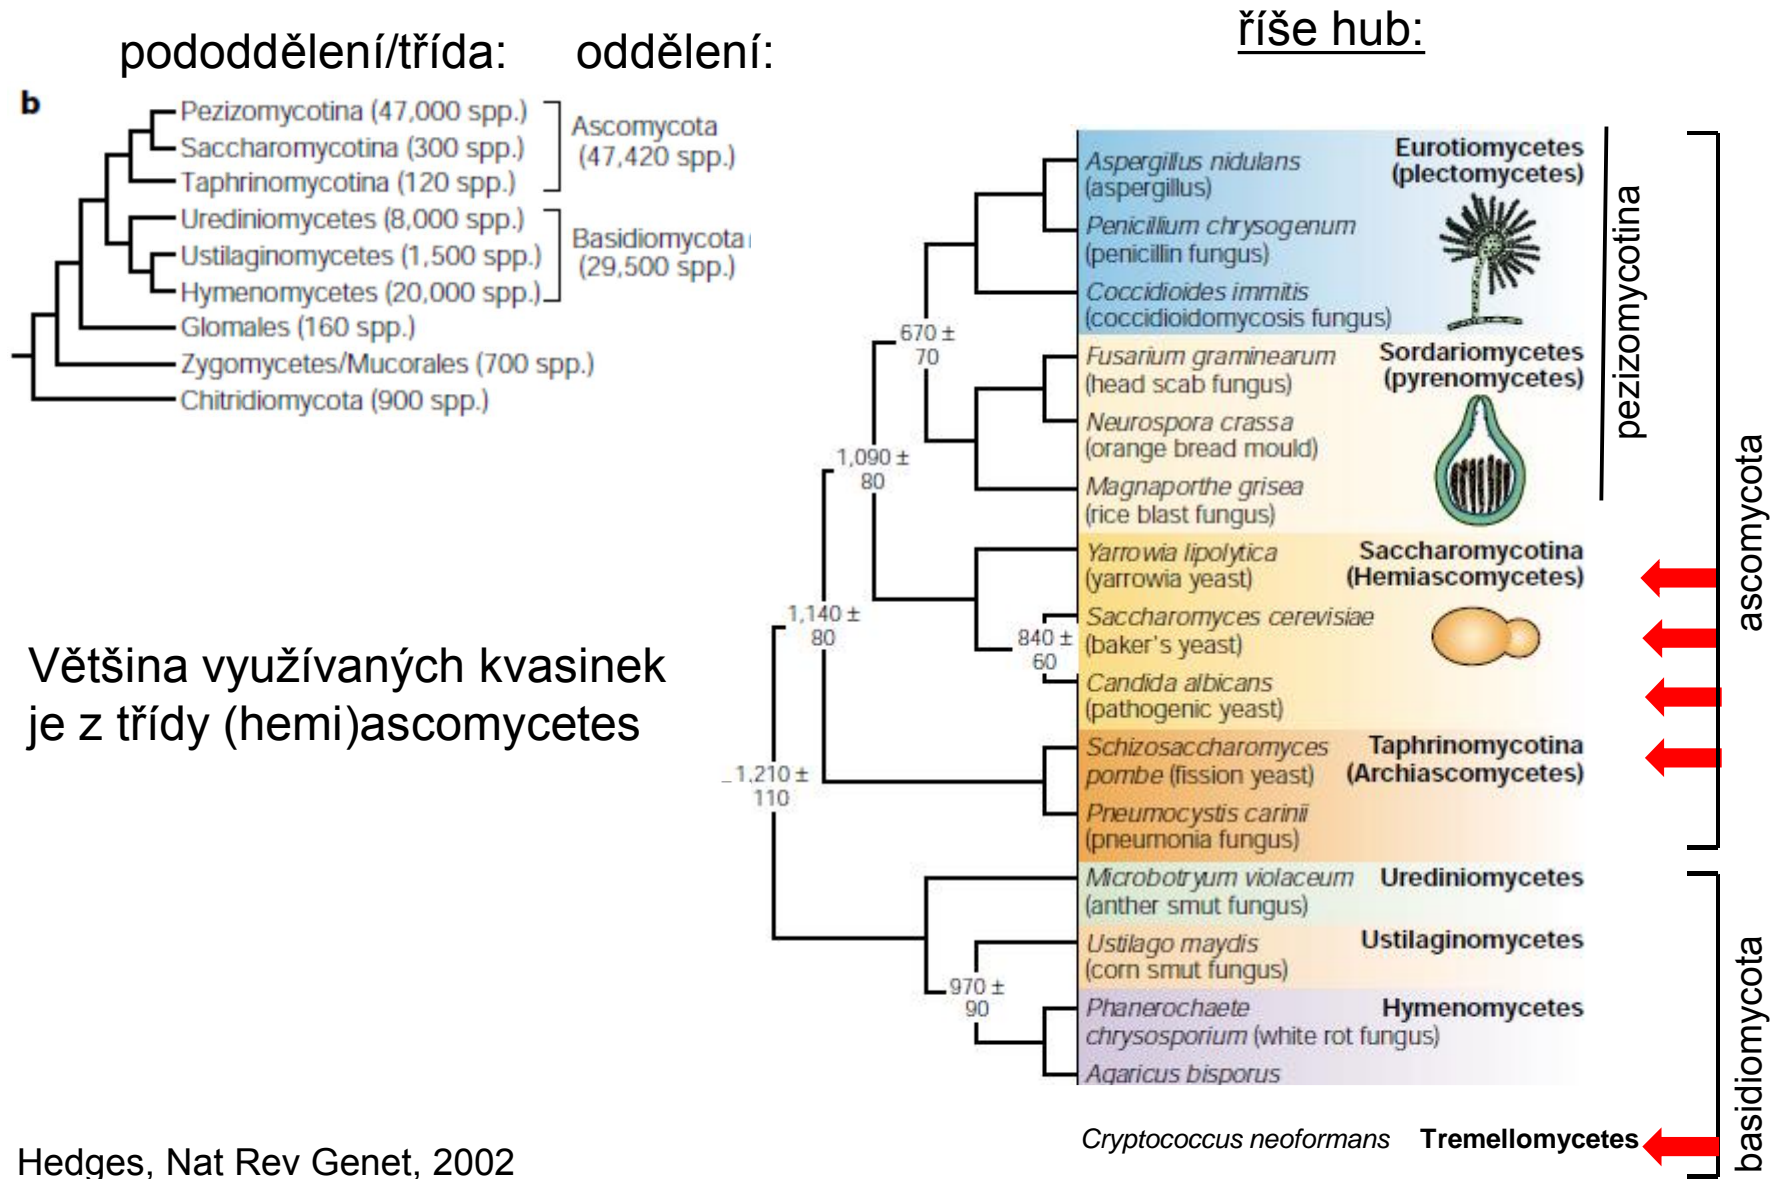 pododdělení/třída:
oddělení:
říše hub:
b
Pezizomycotina (47,000 spp.)
Saccharomycotina (300 spp.)
Taphrinomycotina (120 spp.)
Ascomycota
(47,420 spp.)
Urediniomycetes (8,000 spp.)
Ustilaginomycetes (1,500 spp.)
Hymenomycetes (20,000 spp.)
Basidiomycota
(29,500 spp.)
Glomales (160 spp.)
Zygomycetes/Mucorales (700 spp.)
Chitridiomycota (900 spp.)
Většina využívaných kvasinek
je z třídy (hemi)ascomycetes
Hedges, Nat Rev Genet, 2002
670 ±
70
1,090 ±
80
1,140 ±
80
840 ±
60
1,210 ±
110
970 ±
90
Aspergillus nidulans
(aspergillus)
Eurotiomycetes
(plectomycetes)
Penicillium chrysogenum
(penicillin fungus)
Coccidioides immitis
(coccidioidomycosis fungus)
Fusarium graminearum
(head scab fungus)
Sordariomycetes
(pyrenomycetes)
Neurospora crassa
(orange bread mould)
Magnaporthe grisea
(rice blast fungus)
Yarrowia lipolytica
(yarrowia yeast)
Saccharomycotina
(Hemiascomycetes)
Saccharomyces cerevisiae
(baker's yeast)
Candida albicans
(pathogenic yeast)
Schizosaccharomyces
pombe (fission yeast)
Taphrinomycotina
(Archiascomycetes)
Pneumocystis carinii
(pneumonia fungus)
Microbotryum violaceum
(anther smut fungus)
Urediniomycetes
Ustilago maydis
(corn smut fungus)
Ustilaginomycetes
Phanerochaete
chrysosporium (white rot fungus)
Hymenomycetes
Agaricus bisporus
Cryptococcus neoformans
Tremellomycetes
pezizomycotina
ascomycota
basidiomycota